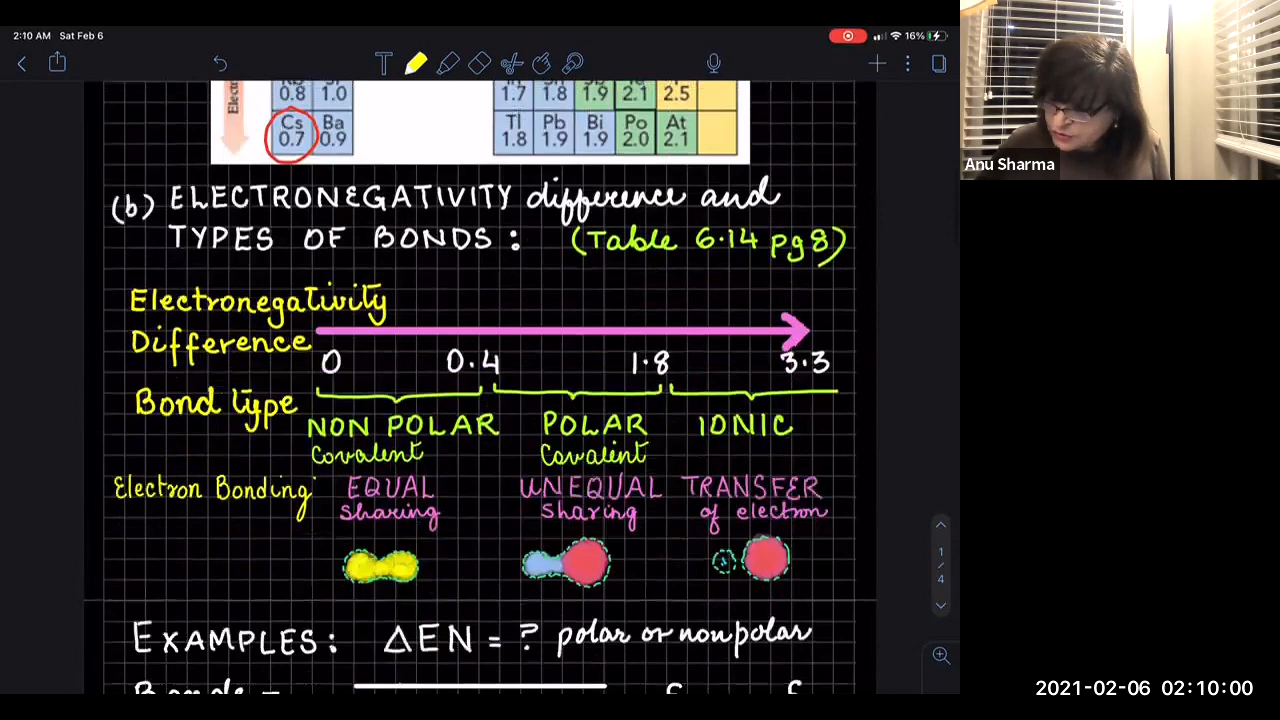 2:10 AM Sat Feb 6
16%
T
Anu Sharma
Elect
0.8 1.0 1.7 1.8 1.9 2.1 2.5
Cs Ba Tl Pb Bi Po At
0.7 0.9 1.8 1.9 1.9 2.0 2.1
(b) ELECTRONEGATIVITY difference and
TYPES OF BONDS : (Table 6.14 pg 8)
Electronegativity
Difference
0 0.4 1.8 3.3
Bond type
NON POLAR POLAR IONIC
Covalent Covalent
Electron Bonding EQUAL UNEQUAL TRANSFER
sharing sharing of electron
1
/
4
EXAMPLES: ΔEN = ? polar or nonpolar
2021-02-06 02:10:00